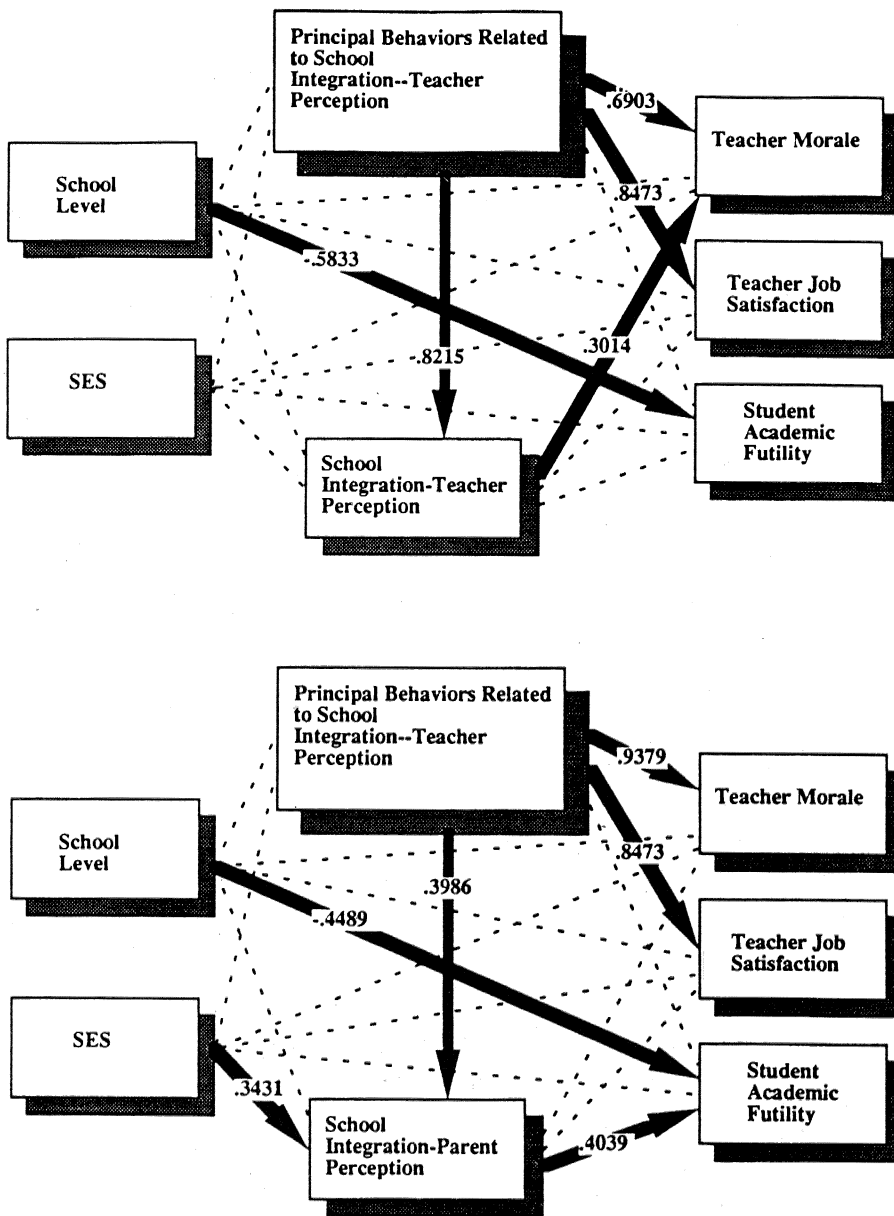 Principal Behaviors Related
to School
Integration--Teacher
Perception
.6903
Teacher Morale
School
Level
.8473
-.5833
Teacher Job
Satisfaction
.3014
.8215
SES
Student
Academic
Futility
School
Integration-Teacher
Perception
Principal Behaviors Related
to School
Integration--Teacher
Perception
.9379
Teacher Morale
School
Level
.8473
.3986
-.4489
Teacher Job
Satisfaction
SES
.3431
Student
Academic
Futility
School
Integration-Parent
Perception
.4039